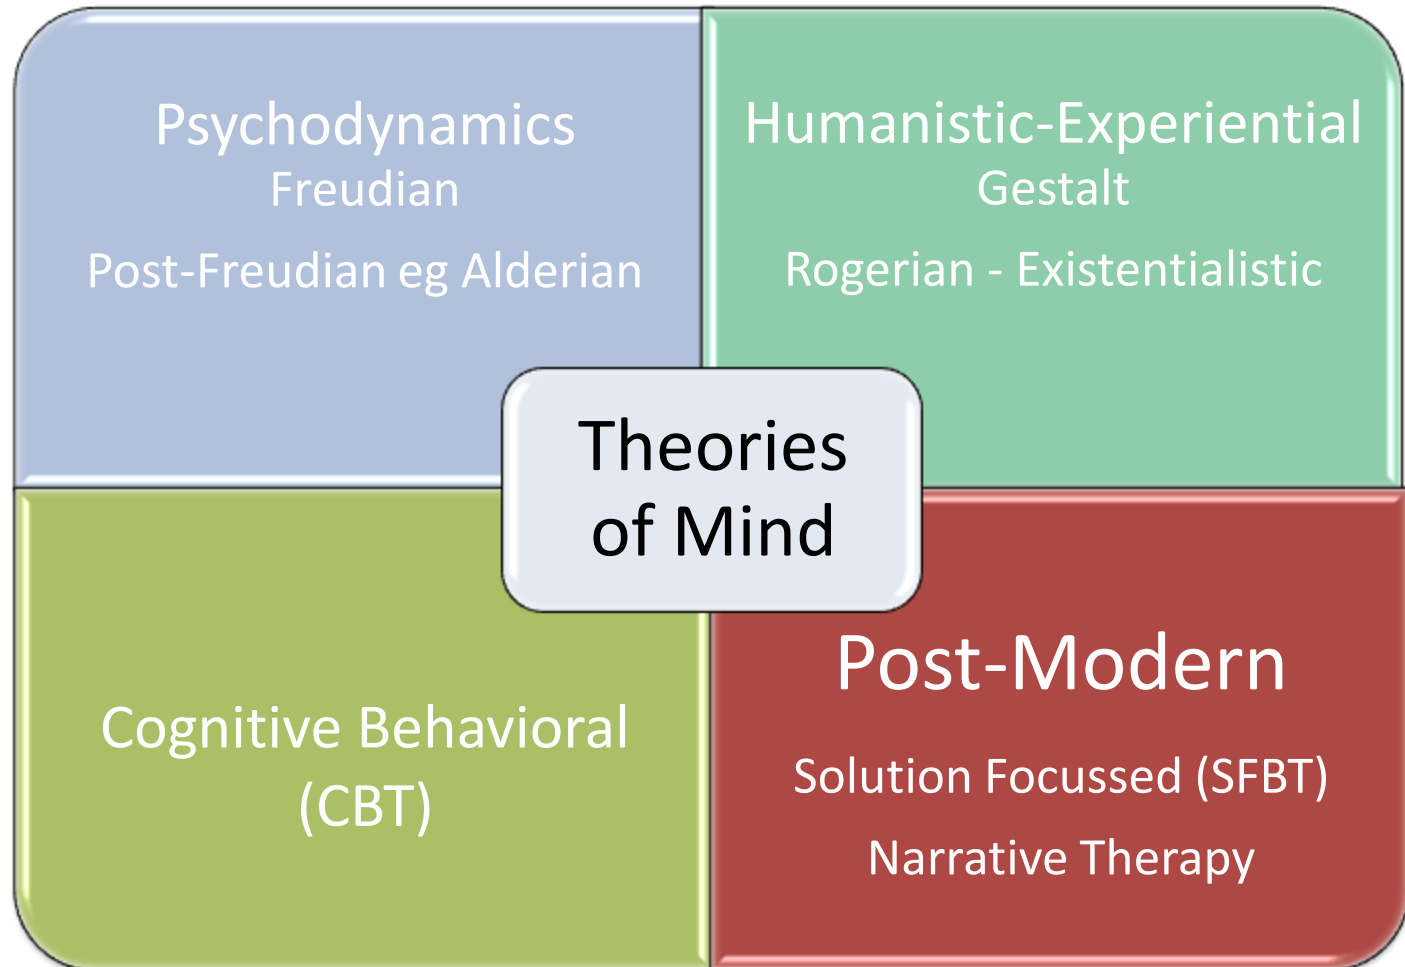 Psychodynamics
Freudian
Post-Freudian eg Alderian
Humanistic-Experiential
Gestalt
Rogerian - Existentialistic
Theories
of Mind
Cognitive Behavioral
(CBT)
Post-Modern
Solution Focussed (SFBT)
Narrative Therapy